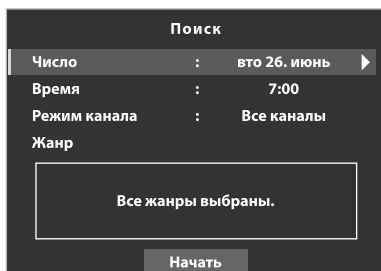 Поиск
Число : вто 26. июнь
Время : 7:00
Режим канала : Все каналы
Жанр
Все жанры выбраны.
Начать